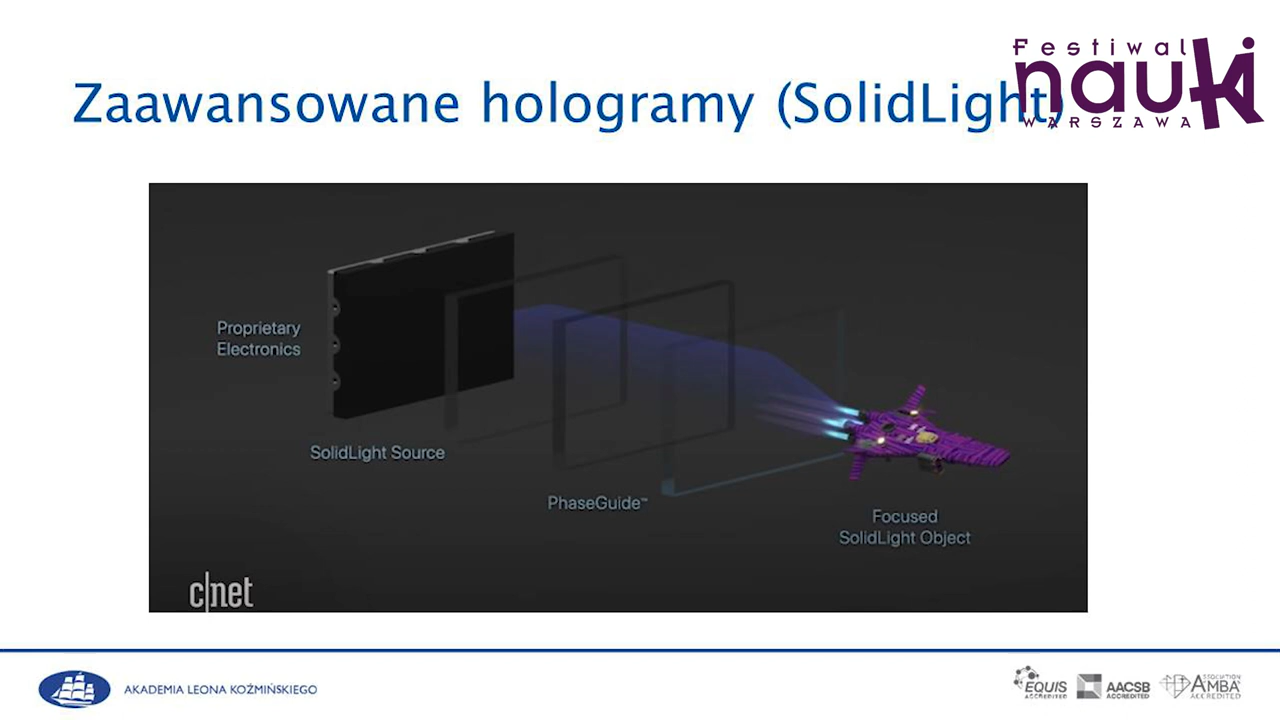 Festiwal
nauki
WARSZAWA
Zaawansowane hologramy (SolidLight)
Proprietary
Electronics
SolidLight Source
PhaseGuide™
Focused
SolidLight Object
c|net
AKADEMIA LEONA KOŹMIŃSKIEGO
EQUIS
ACCREDITED
AACSB
ACCREDITED
ASSOCIATION
AMBA
ACCREDITED